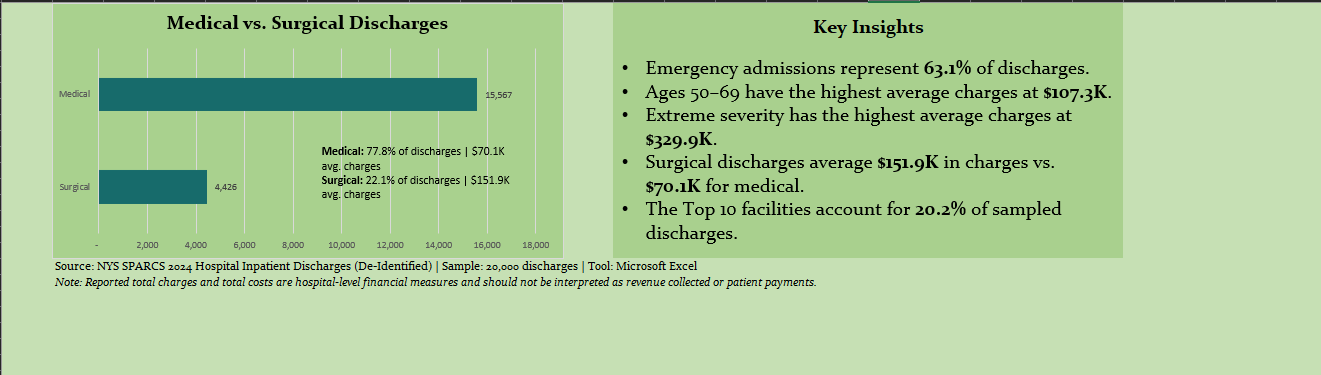 Medical vs. Surgical Discharges
Medical
15,567
Medical: 77.8% of discharges | $70.1K
avg. charges
Surgical: 22.1% of discharges | $151.9K
avg. charges
Surgical
4,426
- 2,000 4,000 6,000 8,000 10,000 12,000 14,000 16,000 18,000
Key Insights
• Emergency admissions represent 63.1% of discharges.
• Ages 50–69 have the highest average charges at $107.3K.
• Extreme severity has the highest average charges at
$329.9K.
• Surgical discharges average $151.9K in charges vs.
$70.1K for medical.
• The Top 10 facilities account for 20.2% of sampled
discharges.
Source: NYS SPARCS 2024 Hospital Inpatient Discharges (De-Identified) | Sample: 20,000 discharges | Tool: Microsoft Excel
Note: Reported total charges and total costs are hospital-level financial measures and should not be interpreted as revenue collected or patient payments.